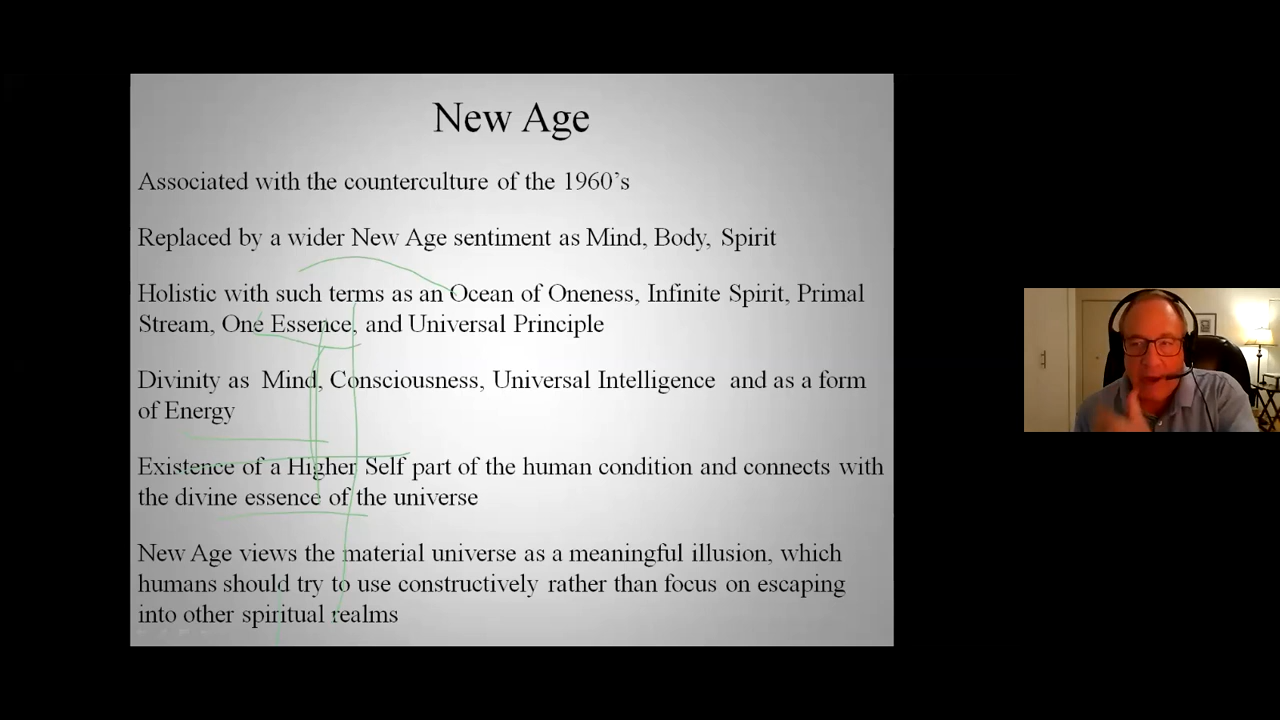 New Age
Associated with the counterculture of the 1960’s
Replaced by a wider New Age sentiment as Mind, Body, Spirit
Holistic with such terms as an Ocean of Oneness, Infinite Spirit, Primal
Stream, One Essence, and Universal Principle
Divinity as Mind, Consciousness, Universal Intelligence and as a form
of Energy
Existence of a Higher Self part of the human condition and connects with
the divine essence of the universe
New Age views the material universe as a meaningful illusion, which
humans should try to use constructively rather than focus on escaping
into other spiritual realms